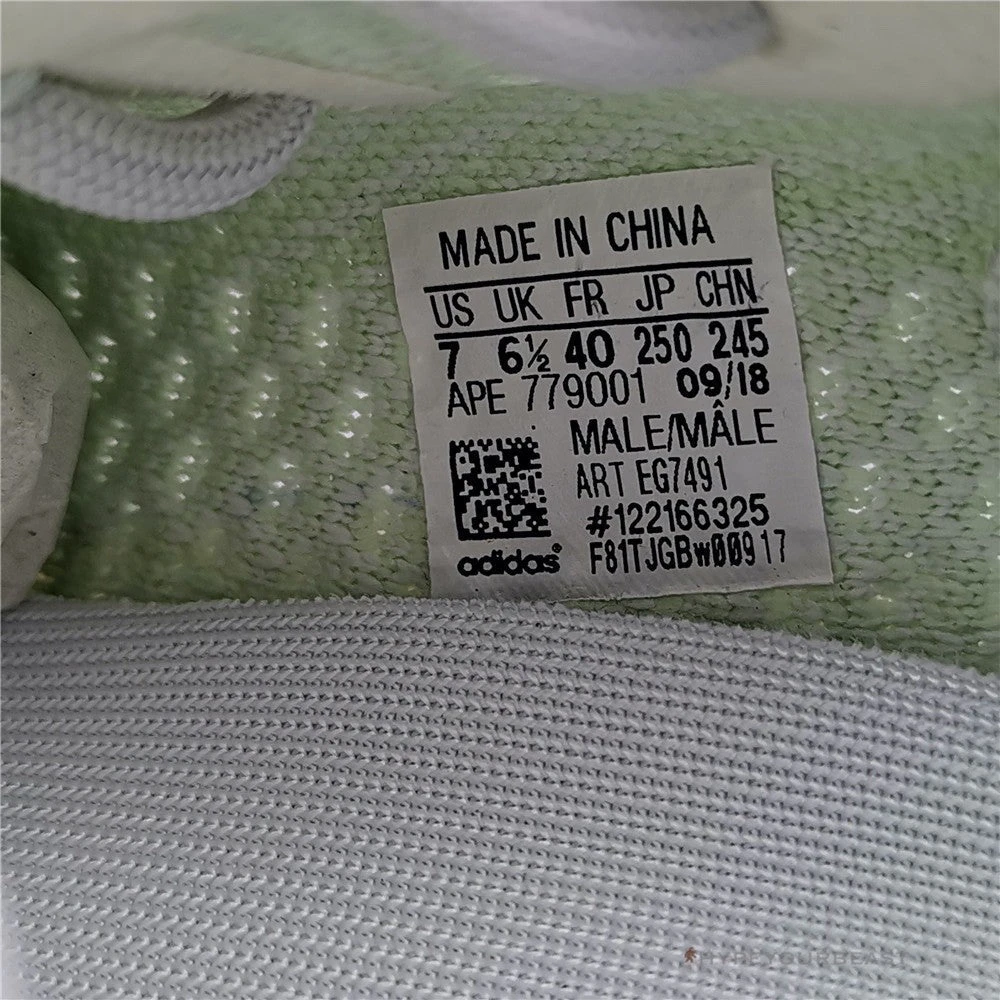 MADE IN CHINA
US UK FR JP CHN
7 6½ 40 250 245
APE 779001 09/18
MALE/MÂLE
ART EG7491
#122166325
adidas® F81TJGBW00917
HYPEYOURBEAST